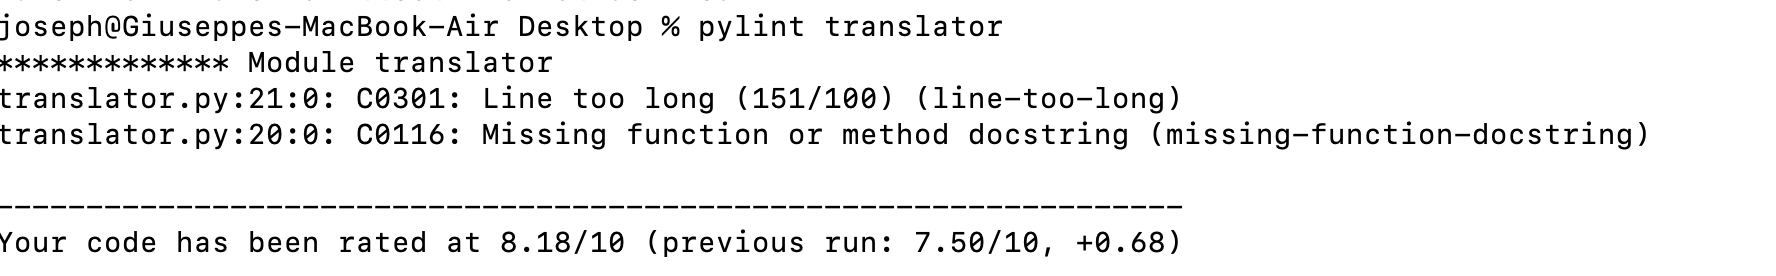 joseph@Giuseppes-MacBook-Air Desktop % pylint translator
************* Module translator
translator.py:21:0: C0301: Line too long (151/100) (line-too-long)
translator.py:20:0: C0116: Missing function or method docstring (missing-function-docstring)
------------------------------------------------------------------
Your code has been rated at 8.18/10 (previous run: 7.50/10, +0.68)